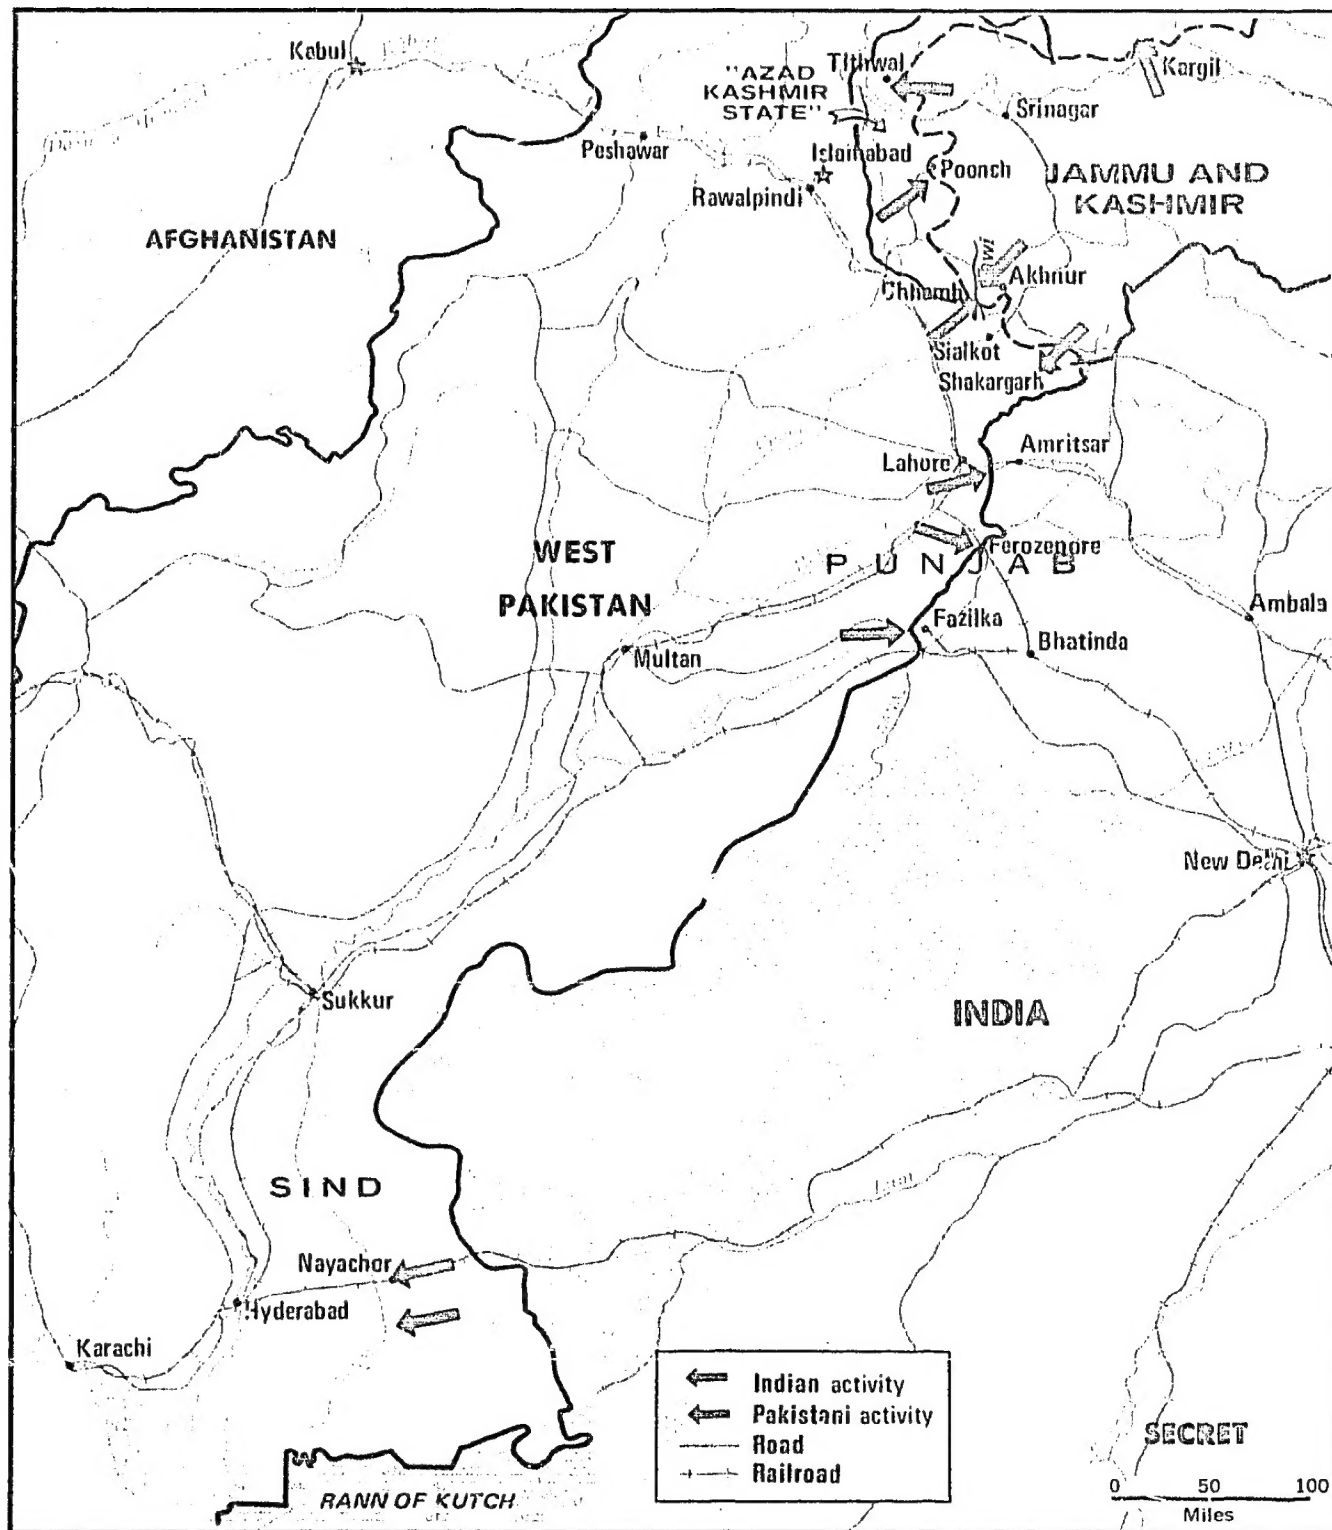 Kabul
"AZAD
KASHMIR
STATE"
Tithwal
Kargil
Srinagar
Peshawar
Islamabad
Rawalpindi
Poonch
JAMMU AND
KASHMIR
AFGHANISTAN
Akhnur
Chhamb
Sialkot
Shakargarh
Lahore
Amritsar
WEST
PAKISTAN
PUNJAB
Ferozepore
Fazilka
Ambala
Multan
Bhatinda
New Delhi
Sukkur
INDIA
SIND
Nayachor
Hyderabad
Karachi
Indian activity
Pakistani activity
Road
Railroad
SECRET
RANN OF KUTCH
0 50 100
Miles